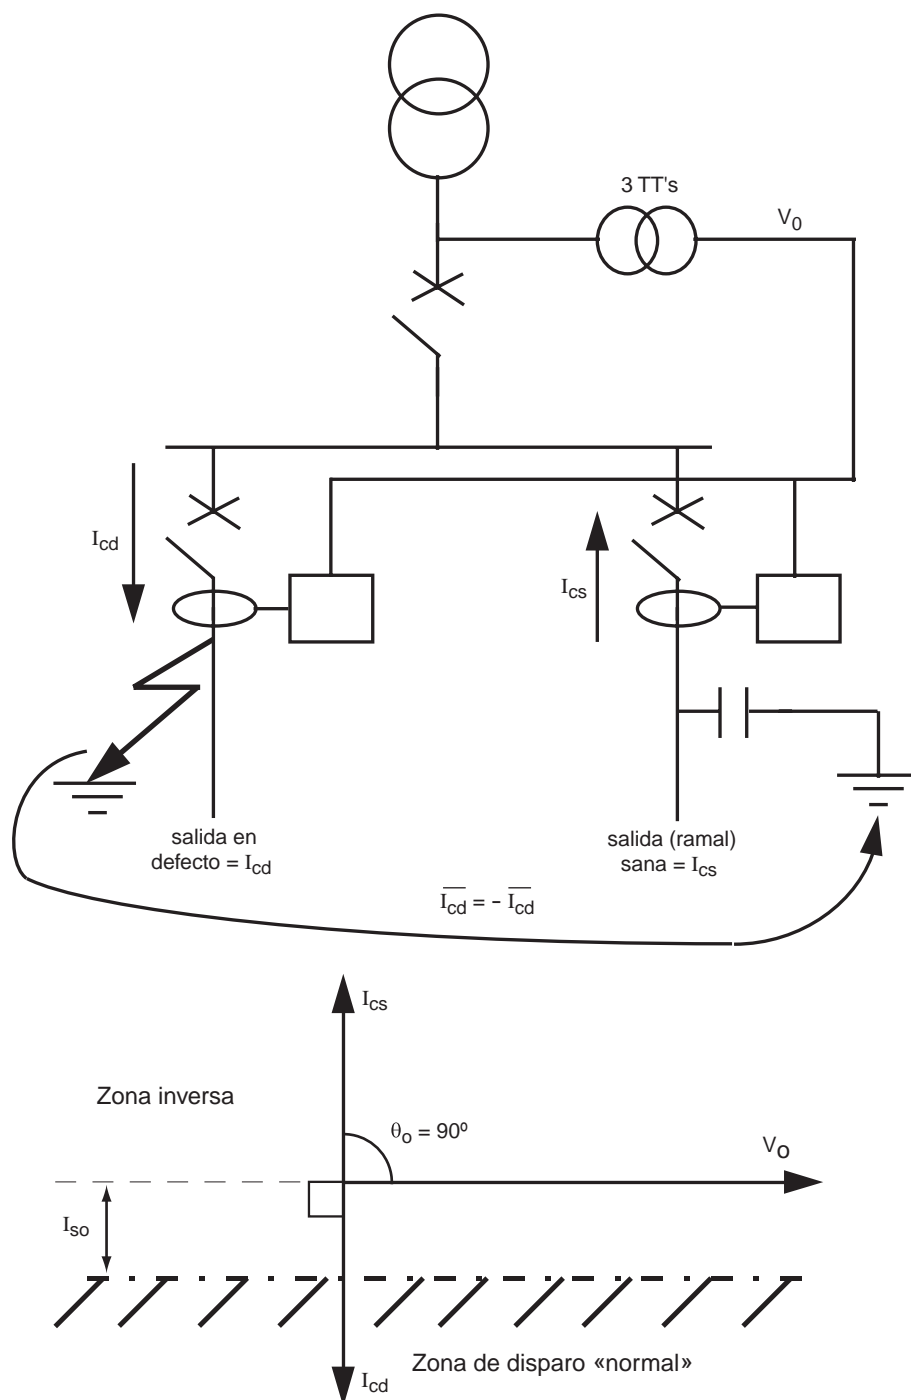 3 TT's
V0
Icd
Ics
salida en
defecto = Icd
salida (ramal)
sana = Ics
Icd = - Icd
Ics
Zona inversa
θo = 90º
Vo
Iso
Zona de disparo «normal»
Icd